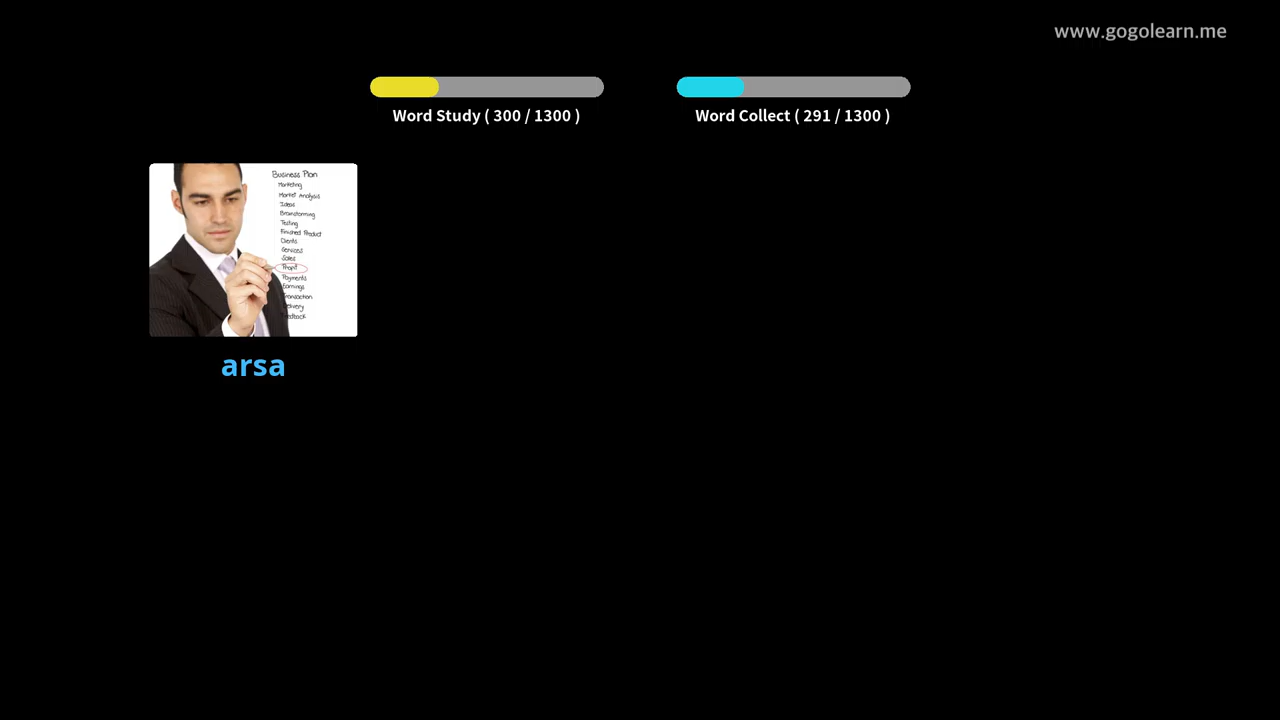 www.gogolearn.me
Word Study ( 300 / 1300 )
Word Collect ( 291 / 1300 )
Business Plan
Marketing
Market Analysis
Ideas
Brainstorming
Testing
Finished Product
Clients
Services
Sales
Profit
Payments
Earnings
Transaction
Delivery
Feedback
arsa